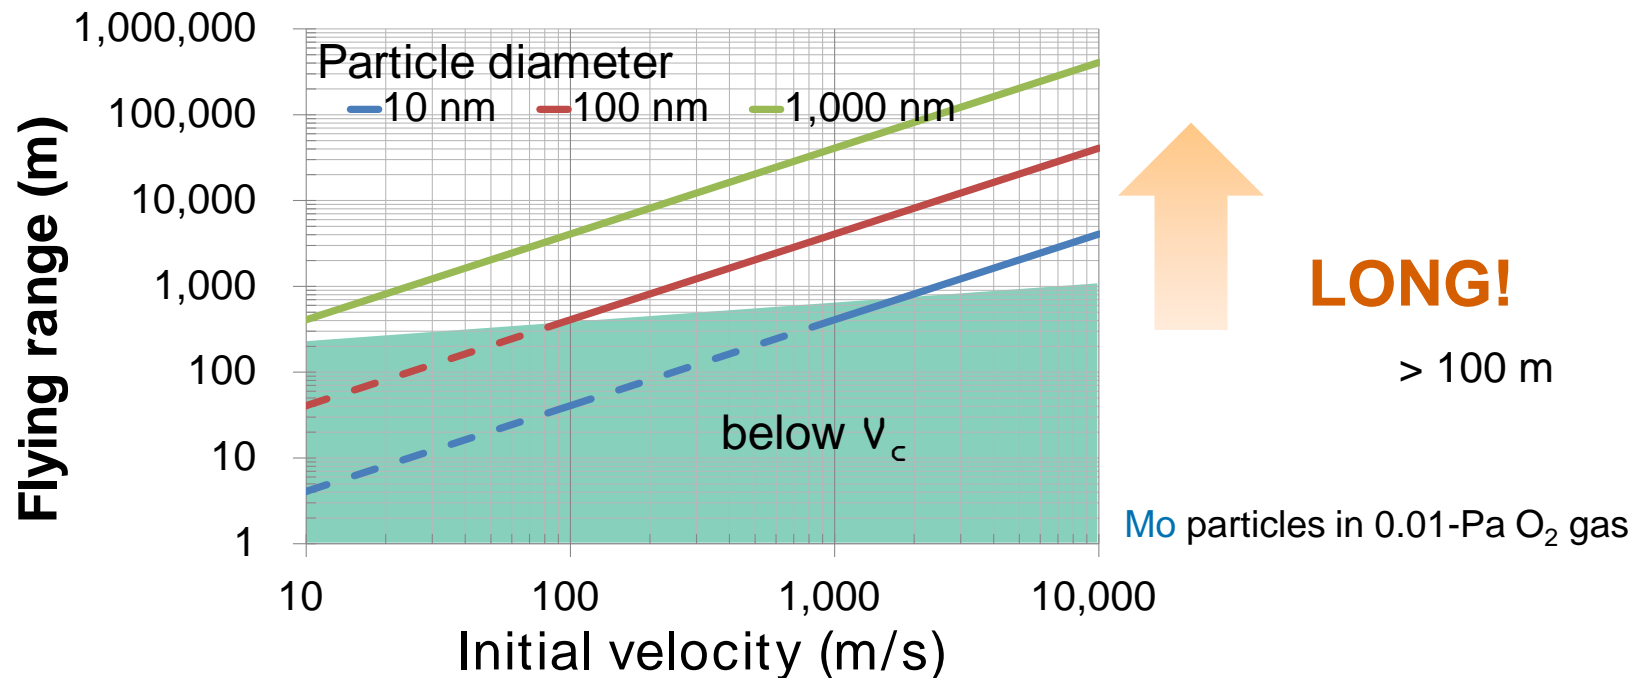 Flying range (m)
1,000,000
100,000
10,000
1,000
100
10
1
Particle diameter
10 nm 100 nm 1,000 nm
below Vc
10 100 1,000 10,000
Initial velocity (m/s)
LONG!
> 100 m
Mo particles in 0.01-Pa O2 gas